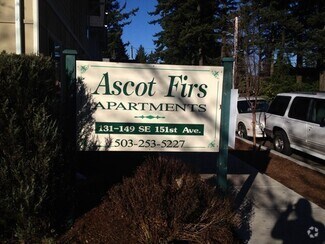 Ascot Firs
APARTMENTS
131-149 SE 151st Ave.
503-253-5227